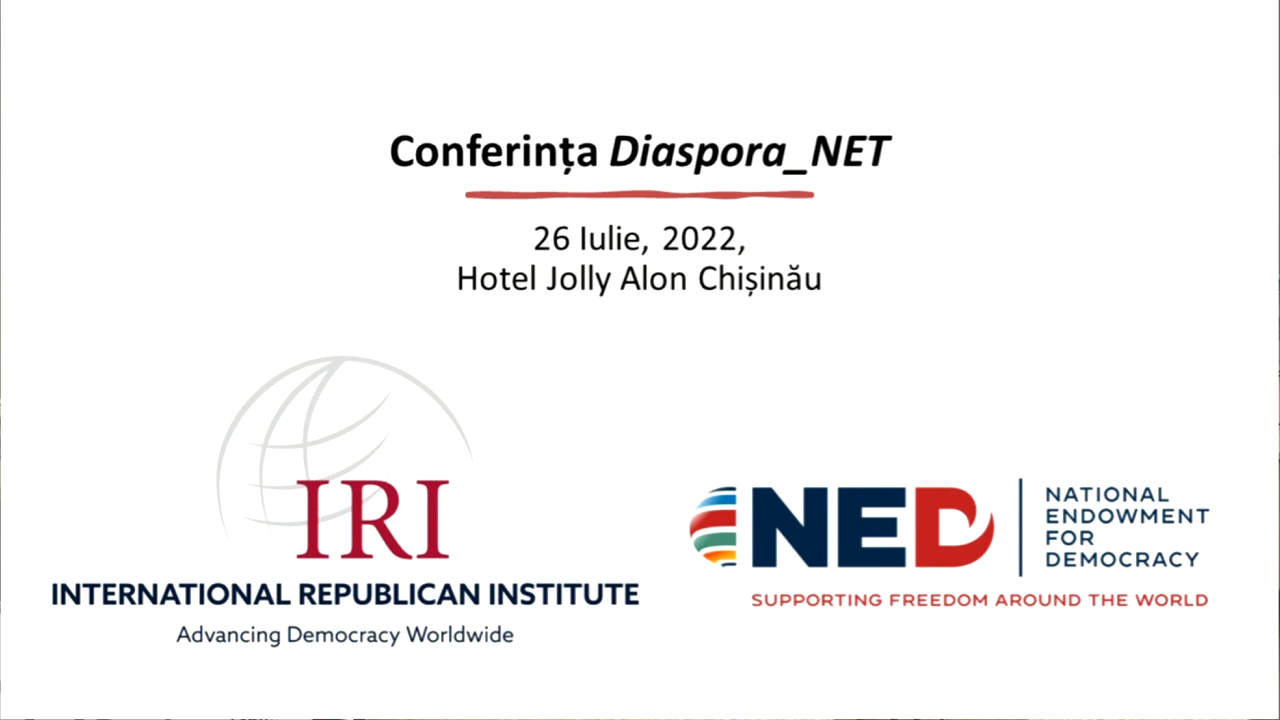 Conferința Diaspora_NET
26 Iulie, 2022,
Hotel Jolly Alon Chișinău
IRI
INTERNATIONAL REPUBLICAN INSTITUTE
Advancing Democracy Worldwide
NED
NATIONAL
ENDOWMENT
FOR
DEMOCRACY
SUPPORTING FREEDOM AROUND THE WORLD